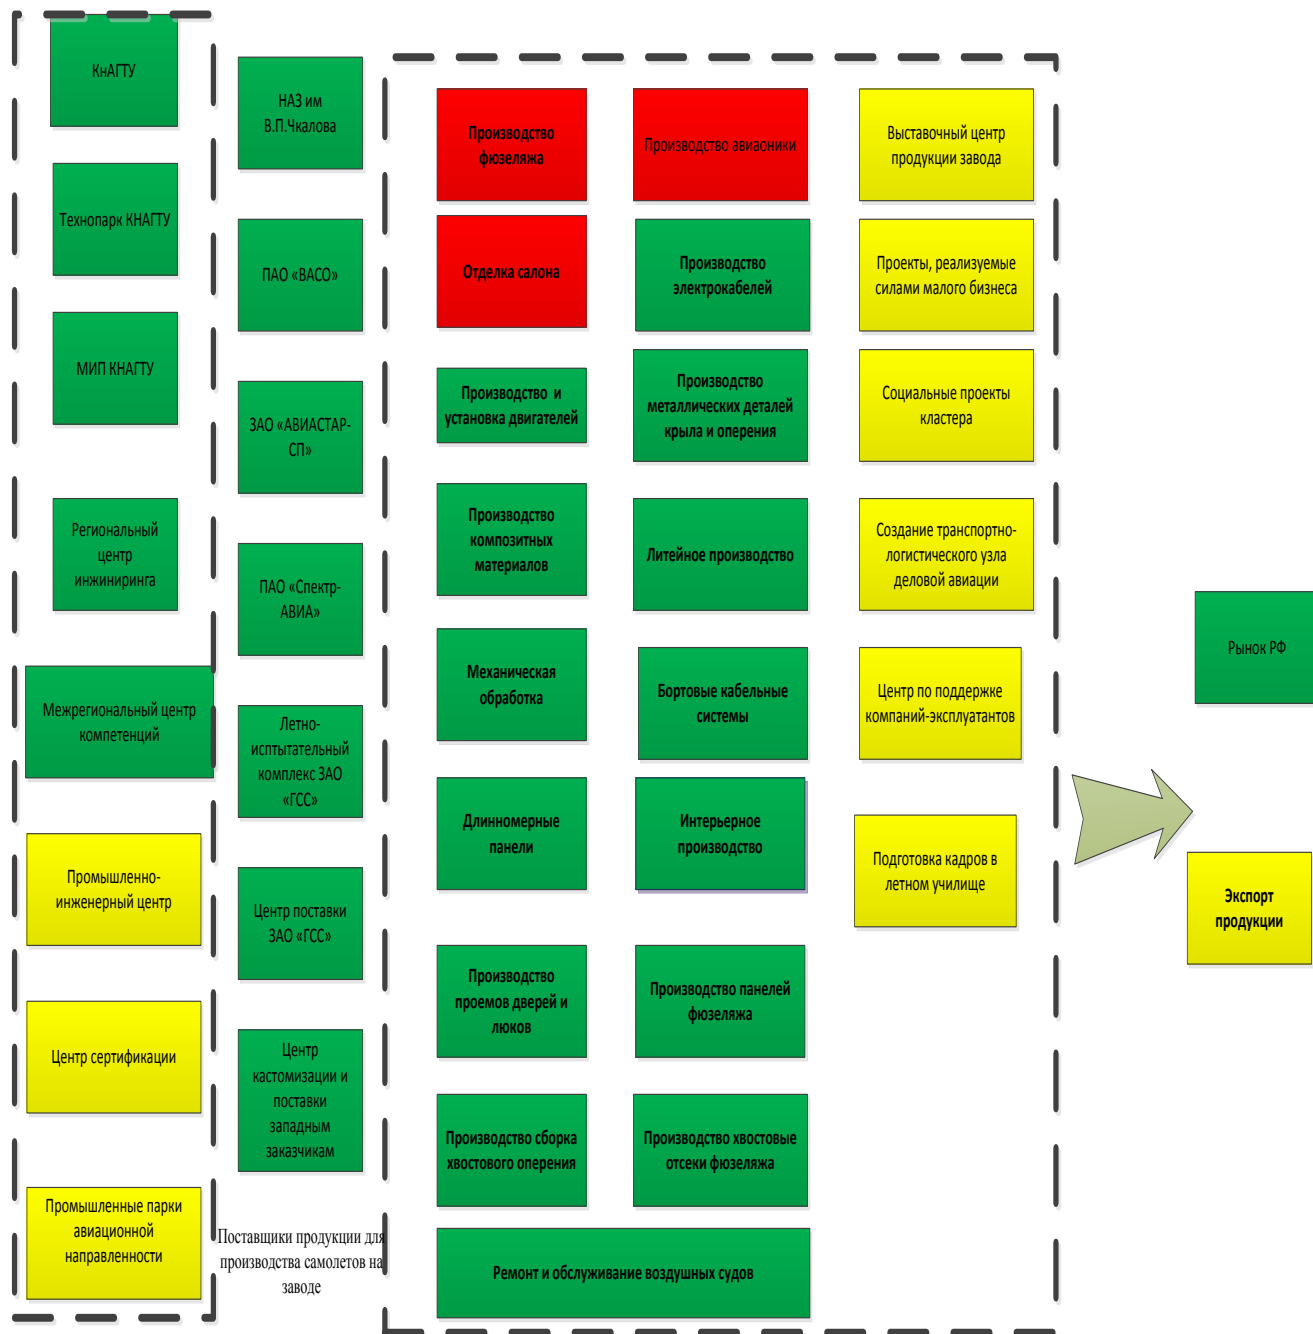 КнАГТУ
Технопарк КНАГТУ
МИП КНАГТУ
Региональный
центр
инжиниринга
Межрегиональный центр
компетенций
Промышленно-
инженерный центр
Центр сертификации
Промышленные парки
авиационной
направленности
НАЗ им
В.П.Чкалова
ПАО «ВАСО»
ЗАО «АВИАСТАР-
СП»
ПАО «Спектр-
АВИА»
Летно-
исптытательный
комплекс ЗАО
«ГСС»
Центр поставки
ЗАО «ГСС»
Центр
кастомизации и
поставки
западным
заказчикам
Поставщики продукции для
производства самолетов на
заводе
Производство
фюзеляжа
Отделка салона
Производство и
установка двигателей
Производство
композитных
материалов
Механическая
обработка
Длинномерные
панели
Производство
проемов дверей и
люков
Производство сборка
хвостового оперения
Производство авиаоники
Производство
электрокабелей
Производство
металлических деталей
крыла и оперения
Литейное производство
Бортовые кабельные
системы
Интерьерное
производство
Производство панелей
фюзеляжа
Производство хвостовые
отсеки фюзеляжа
Ремонт и обслуживание воздушных судов
Выставочный центр
продукции завода
Проекты, реализуемые
силами малого бизнеса
Социальные проекты
кластера
Создание транспортно-
логистического узла
деловой авиации
Центр по поддержке
компаний-эксплуатантов
Подготовка кадров в
летном училище
Рынок РФ
Экспорт
продукции